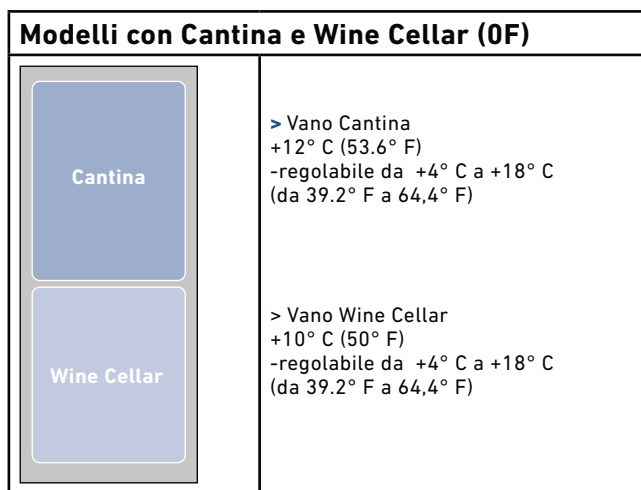 Modelli con Cantina e Wine Cellar (0F)
Cantina
> Vano Cantina
+12° C (53.6° F)
-regolabile da  +4° C a +18° C
(da 39.2° F a 64,4° F)
Wine Cellar
> Vano Wine Cellar
+10° C (50° F)
-regolabile da  +4° C a +18° C
(da 39.2° F a 64,4° F)